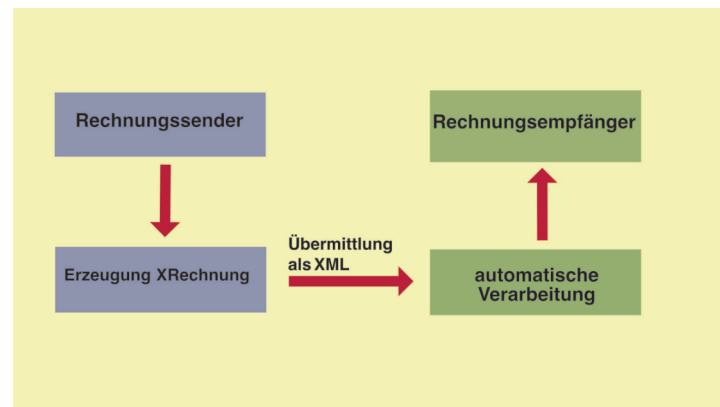 Rechnungssender
Rechnungsempfänger
Erzeugung XRechnung
Übermittlung
als XML
automatische
Verarbeitung